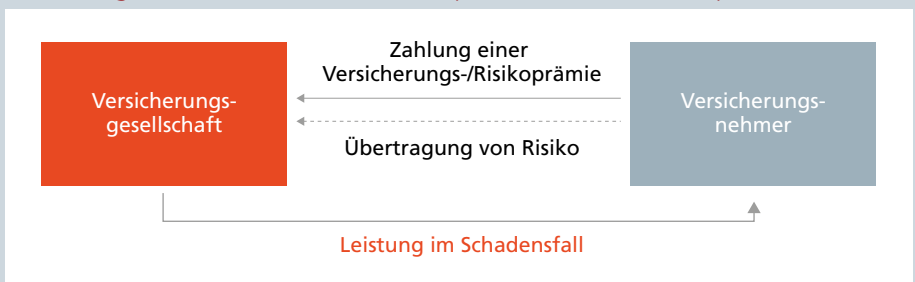 Zahlung einer
Versicherungs-/Risikoprämie
Versicherungs-
gesellschaft
Versicherungs-
nehmer
Übertragung von Risiko
Leistung im Schadensfall